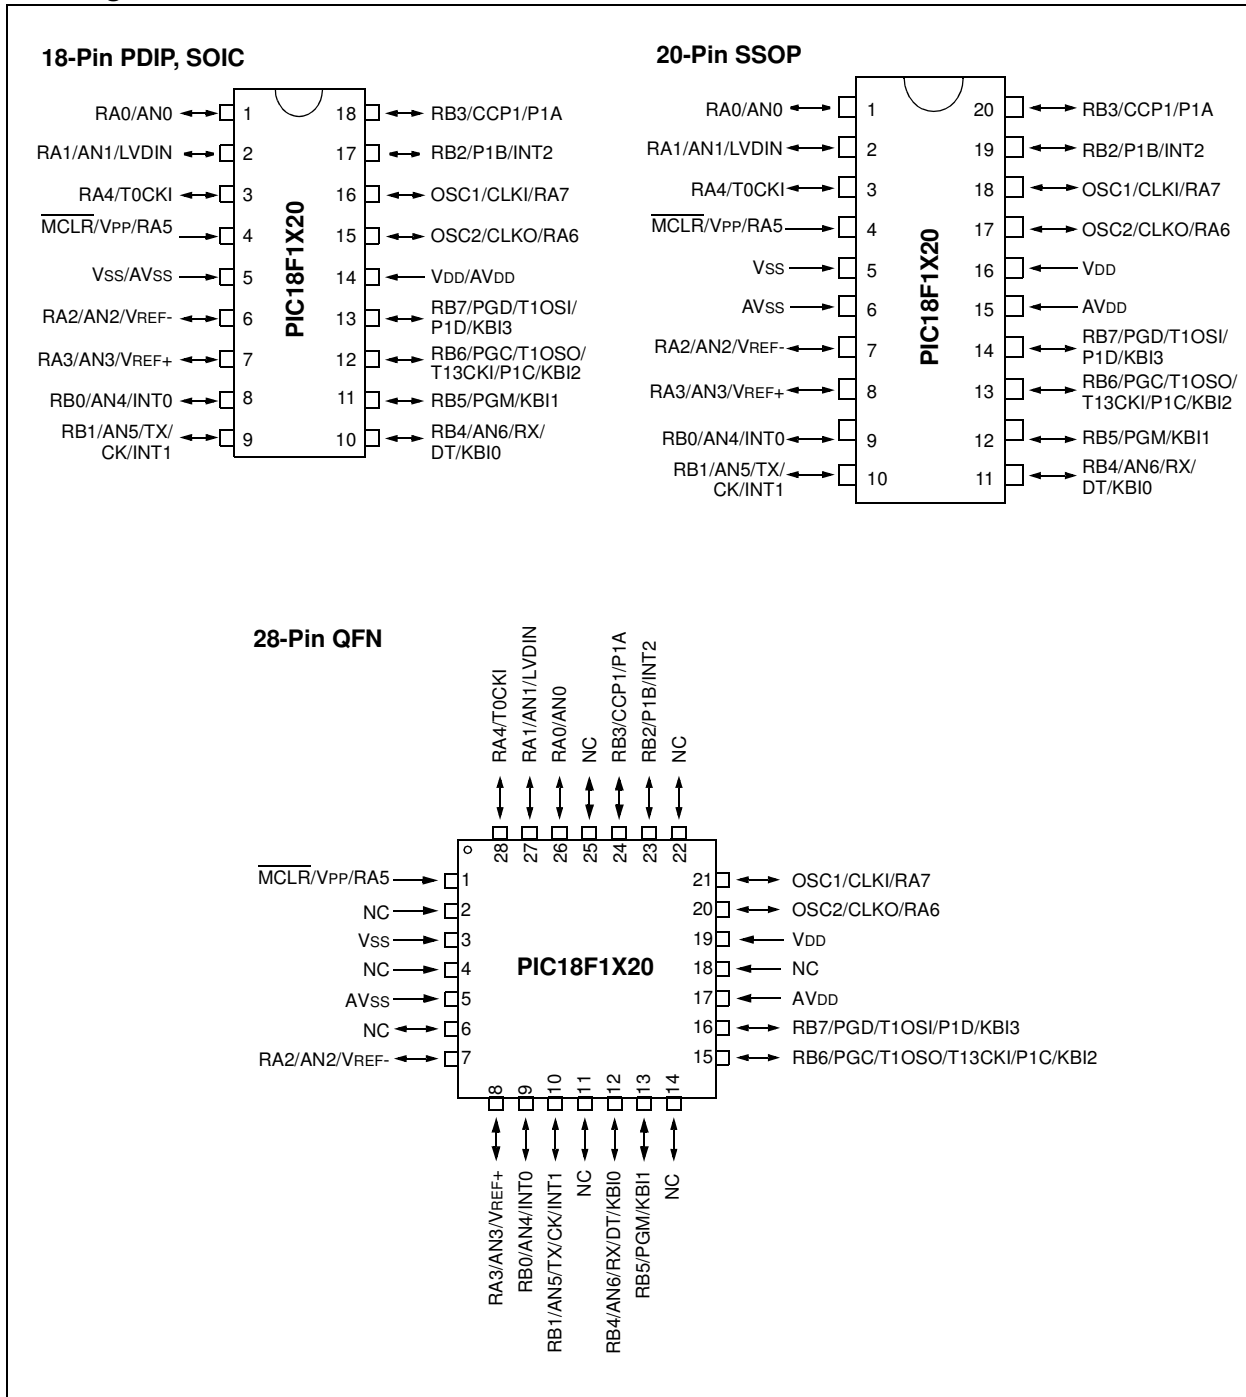 18-Pin PDIP, SOIC
RA0/AN0
RA1/AN1/LVDIN
RA4/T0CKI
MCLR/VPP/RA5
VSS/AVSS
RA2/AN2/VREF-
RA3/AN3/VREF+
RB0/AN4/INT0
RB1/AN5/TX/
CK/INT1
1
2
3
4
5
6
7
8
9
PIC18F1X20
18
17
16
15
14
13
12
11
10
RB3/CCP1/P1A
RB2/P1B/INT2
OSC1/CLKI/RA7
OSC2/CLKO/RA6
VDD/AVDD
RB7/PGD/T1OSI/
P1D/KBI3
RB6/PGC/T1OSO/
T13CKI/P1C/KBI2
RB5/PGM/KBI1
RB4/AN6/RX/
DT/KBI0
20-Pin SSOP
RA0/AN0
RA1/AN1/LVDIN
RA4/T0CKI
MCLR/VPP/RA5
VSS
AVSS
RA2/AN2/VREF-
RA3/AN3/VREF+
RB0/AN4/INT0
RB1/AN5/TX/
CK/INT1
1
2
3
4
5
6
7
8
9
10
PIC18F1X20
20
19
18
17
16
15
14
13
12
11
RB3/CCP1/P1A
RB2/P1B/INT2
OSC1/CLKI/RA7
OSC2/CLKO/RA6
VDD
AVDD
RB7/PGD/T1OSI/
P1D/KBI3
RB6/PGC/T1OSO/
T13CKI/P1C/KBI2
RB5/PGM/KBI1
RB4/AN6/RX/
DT/KBI0
28-Pin QFN
RA4/T0CKI
RA1/AN1/LVDIN
RA0/AN0
NC
RB3/CCP1/P1A
RB2/P1B/INT2
NC
28
27
26
25
24
23
22
MCLR/VPP/RA5
NC
VSS
NC
AVSS
NC
RA2/AN2/VREF-
1
2
3
4
5
6
7
PIC18F1X20
21
20
19
18
17
16
15
OSC1/CLKI/RA7
OSC2/CLKO/RA6
VDD
NC
AVDD
RB7/PGD/T1OSI/P1D/KBI3
RB6/PGC/T1OSO/T13CKI/P1C/KBI2
8
9
10
11
12
13
14
RA3/AN3/VREF+
RB0/AN4/INT0
RB1/AN5/TX/CK/INT1
NC
RB4/AN6/RX/DT/KBI0
RB5/PGM/KBI1
NC